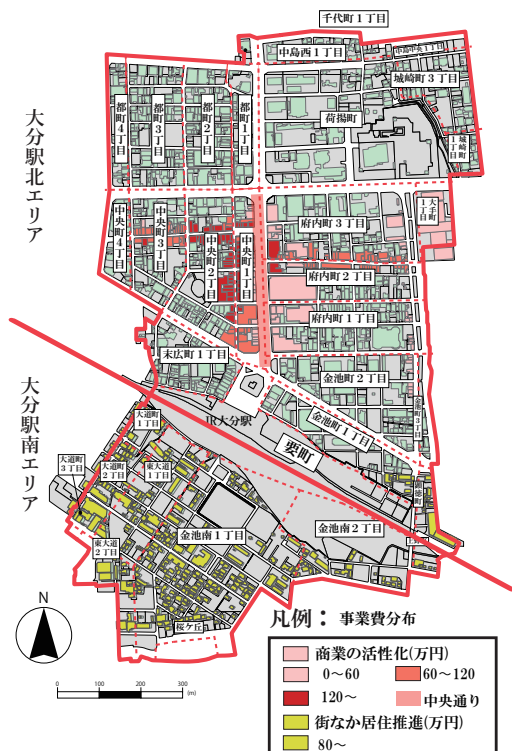 千代町1丁目
中島西1丁目
中島中央1丁目
城崎町3丁目
都町4丁目
都町3丁目
都町2丁目
都町1丁目
荷揚町
城崎町1丁目
大分駅北エリア
大手町1丁目
中央町4丁目
中央町3丁目
中央町2丁目
中央町1丁目
府内町3丁目
府内町2丁目
府内町1丁目
末広町1丁目
金池町2丁目
金池町1丁目
金池町3丁目
JR大分駅
要町
大分駅南エリア
大道町1丁目
大道町3丁目
大道町2丁目
東大道1丁目
金池南1丁目
金池南2丁目
東大道2丁目
桜ケ丘
N
0 100 200 300
(m)
凡例： 事業費分布
商業の活性化(万円)
0～60
60～120
120～
中央通り
街なか居住推進(万円)
80～